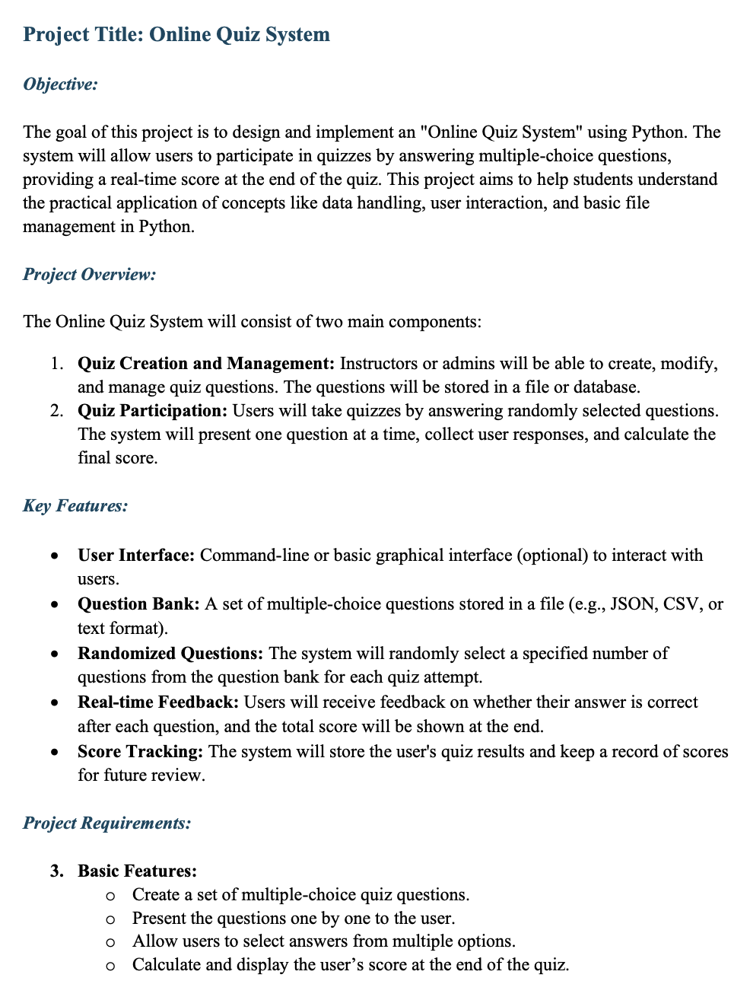 Project Title: Online Quiz System
Objective:
The goal of this project is to design and implement an "Online Quiz System" using Python. The
system will allow users to participate in quizzes by answering multiple-choice questions,
providing a real-time score at the end of the quiz. This project aims to help students understand
the practical application of concepts like data handling, user interaction, and basic file
management in Python.
Project Overview:
The Online Quiz System will consist of two main components:
1. Quiz Creation and Management: Instructors or admins will be able to create, modify,
and manage quiz questions. The questions will be stored in a file or database.
2. Quiz Participation: Users will take quizzes by answering randomly selected questions.
The system will present one question at a time, collect user responses, and calculate the
final score.
Key Features:
• User Interface: Command-line or basic graphical interface (optional) to interact with
users.
• Question Bank: A set of multiple-choice questions stored in a file (e.g., JSON, CSV, or
text format).
• Randomized Questions: The system will randomly select a specified number of
questions from the question bank for each quiz attempt.
• Real-time Feedback: Users will receive feedback on whether their answer is correct
after each question, and the total score will be shown at the end.
• Score Tracking: The system will store the user's quiz results and keep a record of scores
for future review.
Project Requirements:
3. Basic Features:
o Create a set of multiple-choice quiz questions.
o Present the questions one by one to the user.
o Allow users to select answers from multiple options.
o Calculate and display the user’s score at the end of the quiz.